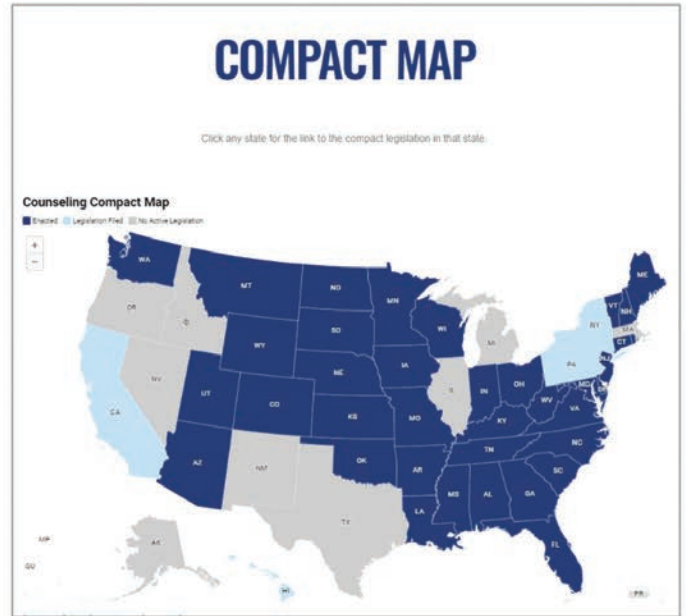 COMPACT MAP
Click any state for the link to the compact legislation in that state.
Counseling Compact Map
Enacted Legislation Filed No Active Legislation
+
−
WA
MT
ND
MN
ME
VT
NH
OR
ID
SD
WI
MI
NY
MA
CT
WY
IA
PA
NJ
NV
NE
IL
IN
OH
MD
CA
UT
CO
KS
MO
WV
VA
KY
AZ
NM
OK
AR
TN
NC
SC
TX
LA
MS
AL
GA
FL
AK
HI
MP
GU
PR